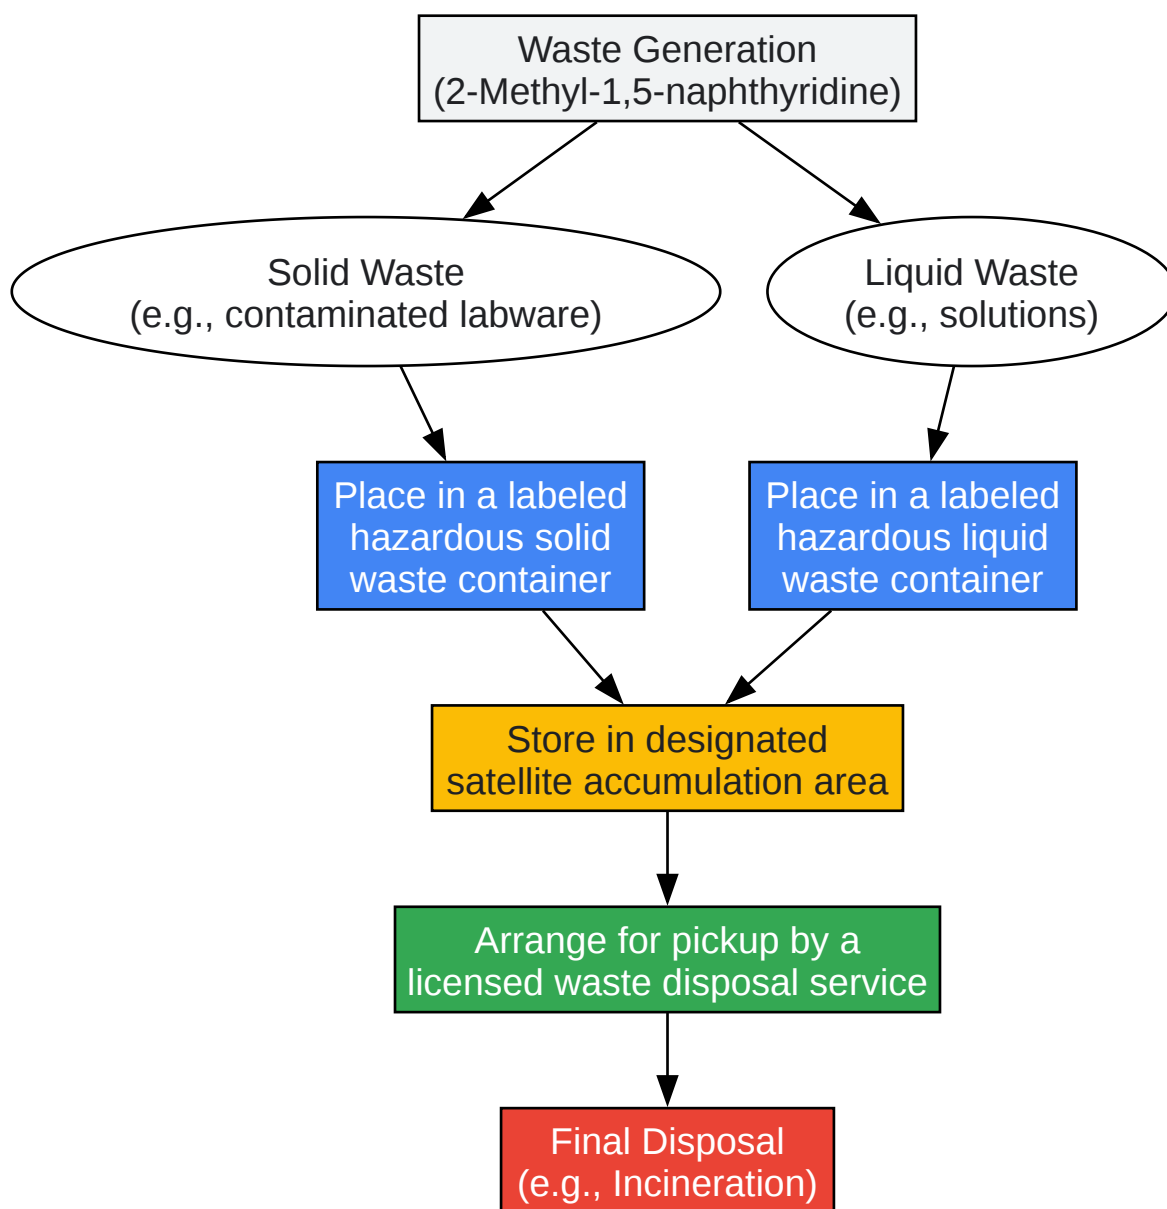 Waste Generation
(2-Methyl-1,5-naphthyridine)
Solid Waste
(e.g., contaminated labware)
Liquid Waste
(e.g., solutions)
Place in a labeled
hazardous solid
waste container
Place in a labeled
hazardous liquid
waste container
Store in designated
satellite accumulation area
Arrange for pickup by a
licensed waste disposal service
Final Disposal
(e.g., Incineration)